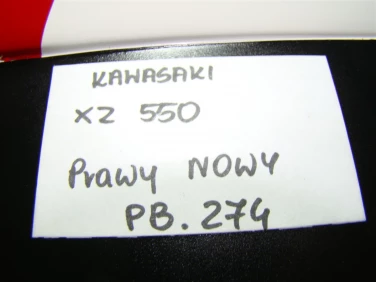 KAWASAKI
XZ 550
Prawy NOWY
PB. 274